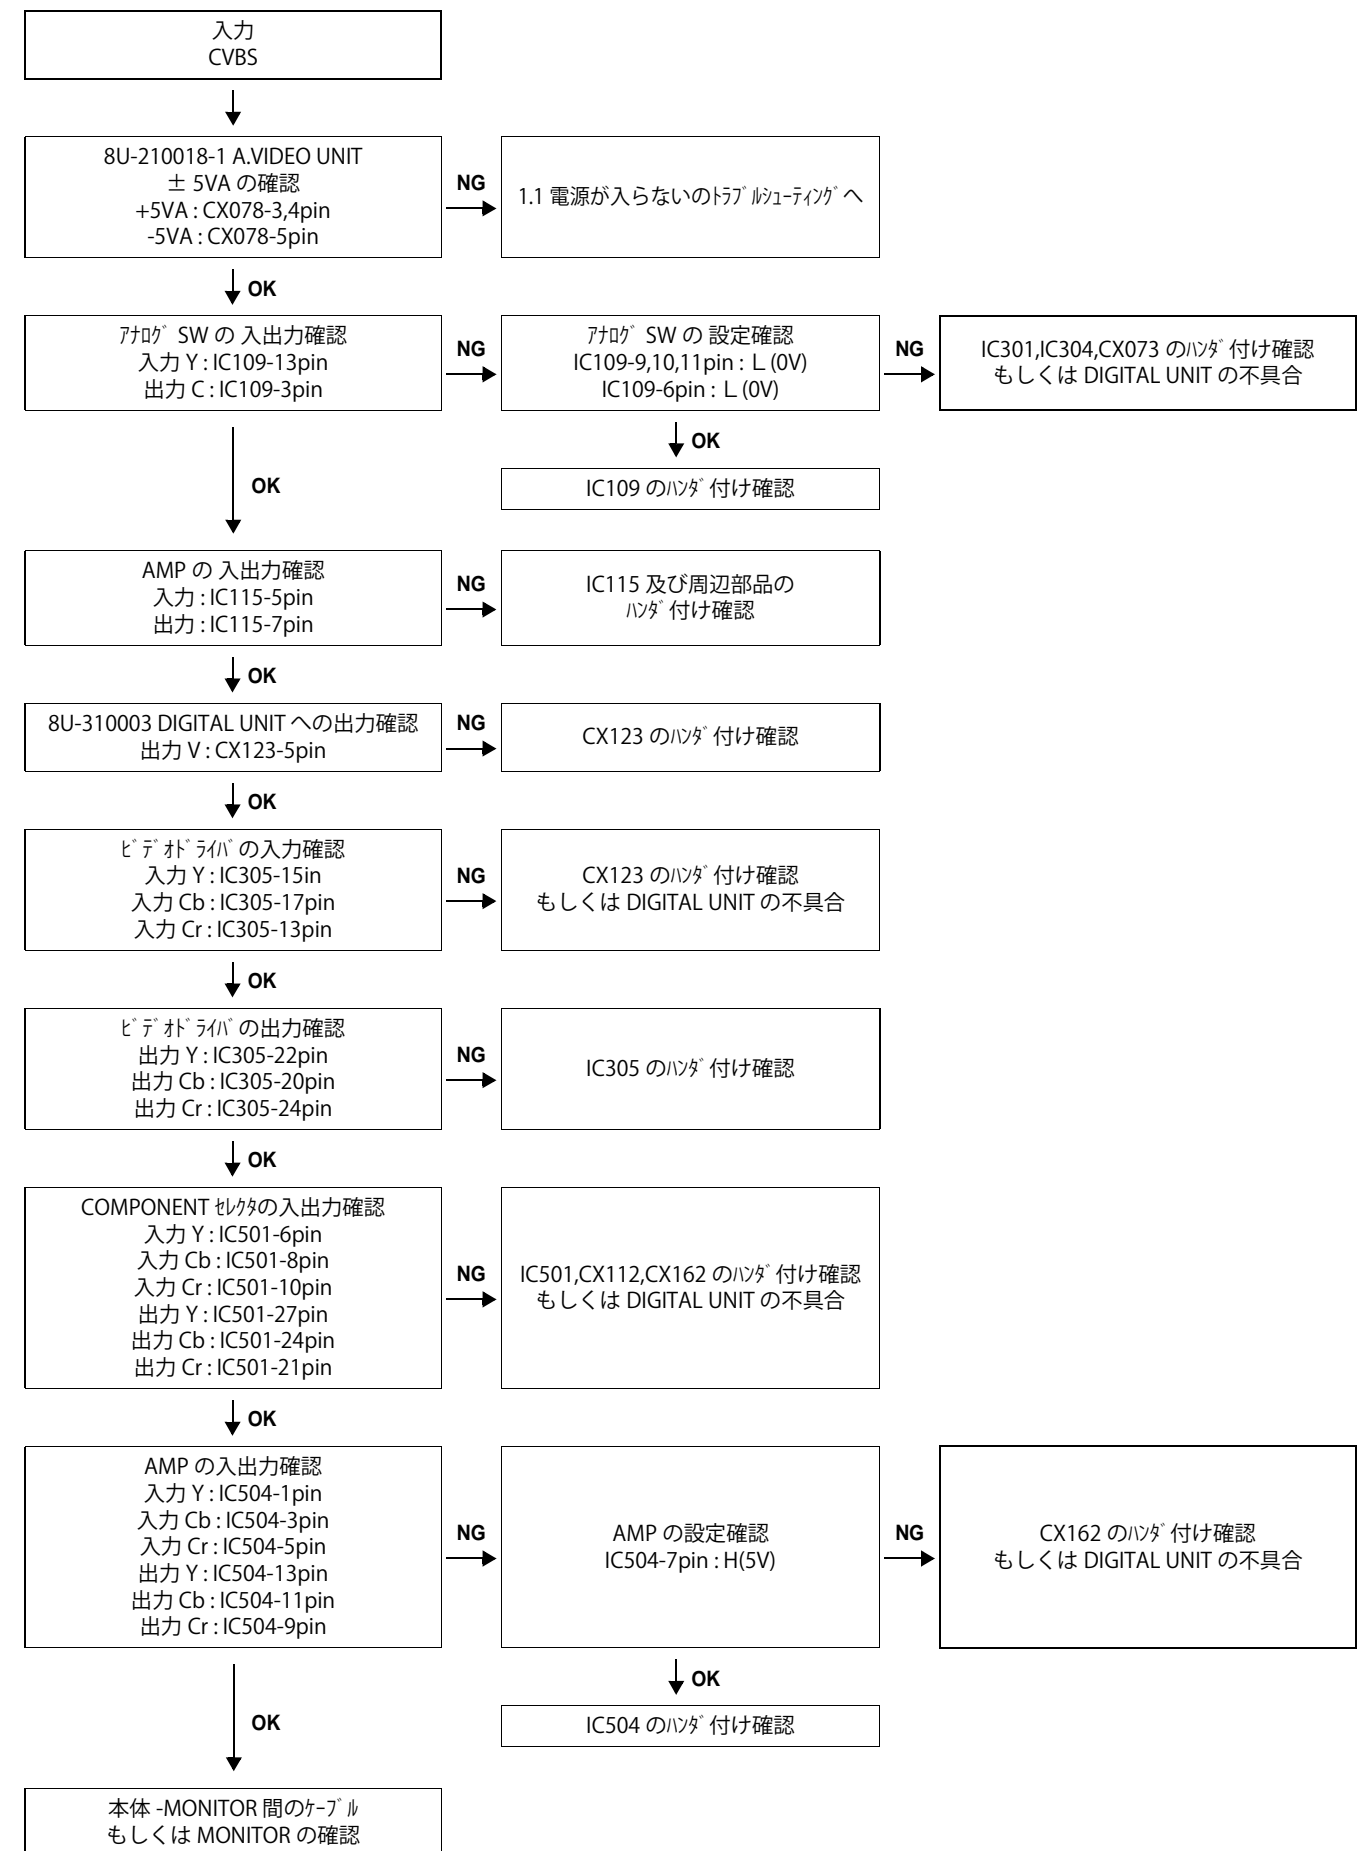 入力
CVBS
8U-210018-1 A.VIDEO UNIT
± 5VA の確認
+5VA : CX078-3,4pin
-5VA : CX078-5pin
NG
1.1 電源が入らないのﾄﾗﾌﾞﾙｼｭｰﾃｨﾝｸﾞへ
OK
ｱﾅﾛｸﾞ SW の 入出力確認
入力 Y : IC109-13pin
出力 C : IC109-3pin
NG
ｱﾅﾛｸﾞ SW の 設定確認
IC109-9,10,11pin : L (0V)
IC109-6pin : L (0V)
NG
IC301,IC304,CX073 のﾊﾝﾀﾞ付け確認
もしくは DIGITAL UNIT の不具合
OK
IC109 のﾊﾝﾀﾞ付け確認
OK
AMP の 入出力確認
入力 : IC115-5pin
出力 : IC115-7pin
NG
IC115 及び周辺部品の
ﾊﾝﾀﾞ付け確認
OK
8U-310003 DIGITAL UNIT への出力確認
出力 V : CX123-5pin
NG
CX123 のﾊﾝﾀﾞ付け確認
OK
ﾋﾞﾃﾞｵﾄﾞﾗｲﾊﾞの入力確認
入力 Y : IC305-15in
入力 Cb : IC305-17pin
入力 Cr : IC305-13pin
NG
CX123 のﾊﾝﾀﾞ付け確認
もしくは DIGITAL UNIT の不具合
OK
ﾋﾞﾃﾞｵﾄﾞﾗｲﾊﾞの出力確認
出力 Y : IC305-22pin
出力 Cb : IC305-20pin
出力 Cr : IC305-24pin
NG
IC305 のﾊﾝﾀﾞ付け確認
OK
COMPONENT ｾﾚｸﾀの入出力確認
入力 Y : IC501-6pin
入力 Cb : IC501-8pin
入力 Cr : IC501-10pin
出力 Y : IC501-27pin
出力 Cb : IC501-24pin
出力 Cr : IC501-21pin
NG
IC501,CX112,CX162 のﾊﾝﾀﾞ付け確認
もしくは DIGITAL UNIT の不具合
OK
AMP の入出力確認
入力 Y : IC504-1pin
入力 Cb : IC504-3pin
入力 Cr : IC504-5pin
出力 Y : IC504-13pin
出力 Cb : IC504-11pin
出力 Cr : IC504-9pin
NG
AMP の設定確認
IC504-7pin : H(5V)
NG
CX162 のﾊﾝﾀﾞ付け確認
もしくは DIGITAL UNIT の不具合
OK
IC504 のﾊﾝﾀﾞ付け確認
OK
本体 -MONITOR 間のｹｰﾌﾞﾙ
もしくは MONITOR の確認